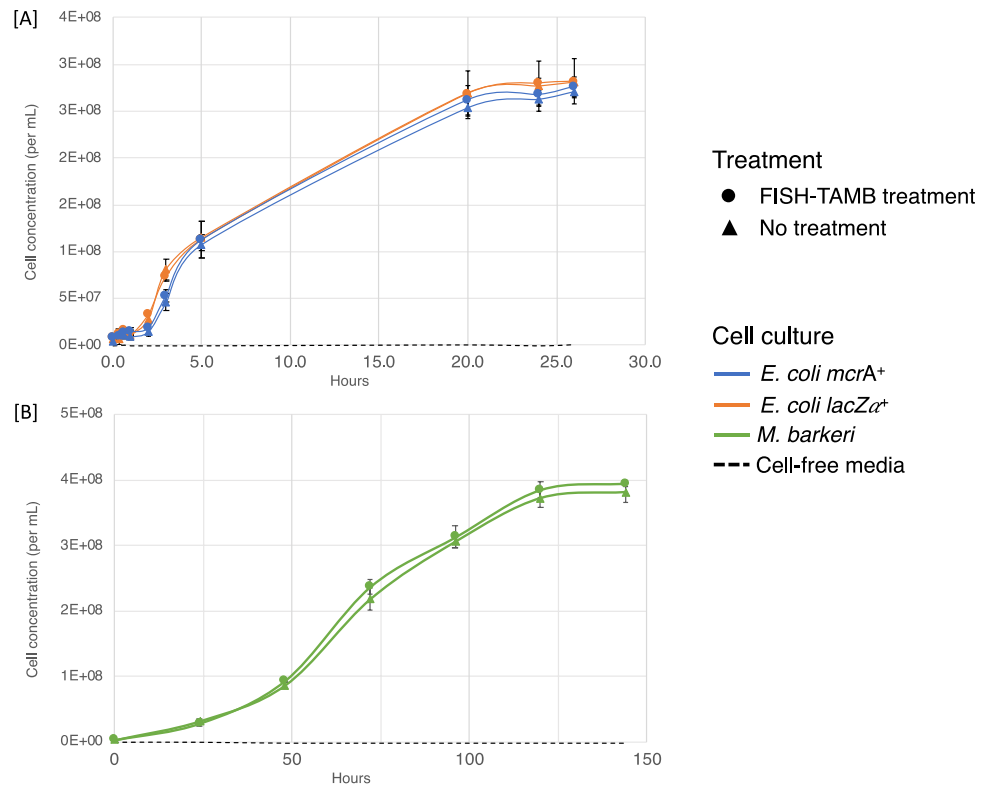 [A]
4E+08
3E+08
3E+08
2E+08
2E+08
1E+08
5E+07
0E+00
Cell concentration (per mL)
0.0 5.0 10.0 15.0 20.0 25.0 30.0
Hours
[B]
5E+08
4E+08
3E+08
2E+08
1E+08
0E+00
Cell concentration (per mL)
0 50 100 150
Hours
Treatment
FISH-TAMB treatment
No treatment
Cell culture
E. coli mcrA⁺
E. coli lacZα⁺
M. barkeri
Cell-free media